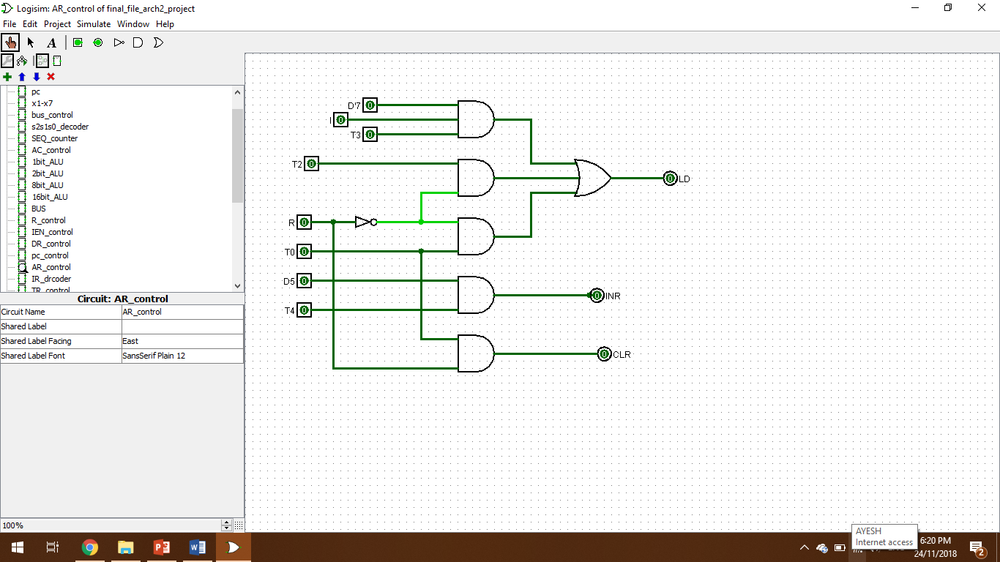 Logisim: AR_control of final_file_arch2_project
File Edit Project Simulate Window Help
A
pc
x1-x7
bus_control
s2s1s0_decoder
SEQ_counter
AC_control
1bit_ALU
2bit_ALU
8bit_ALU
16bit_ALU
BUS
R_control
IEN_control
DR_control
pc_control
AR_control
IR_drcoder
TR_control
Circuit: AR_control
Circuit Name AR_control
Shared Label
Shared Label Facing East
Shared Label Font SansSerif Plain 12
100%
D'7 0
I 0
T3 0
T2 0
0 LD
R 0
T0 0
D5 0
0 INR
T4 0
0 CLR
AYESH
Internet access
6:20 PM
24/11/2018
2